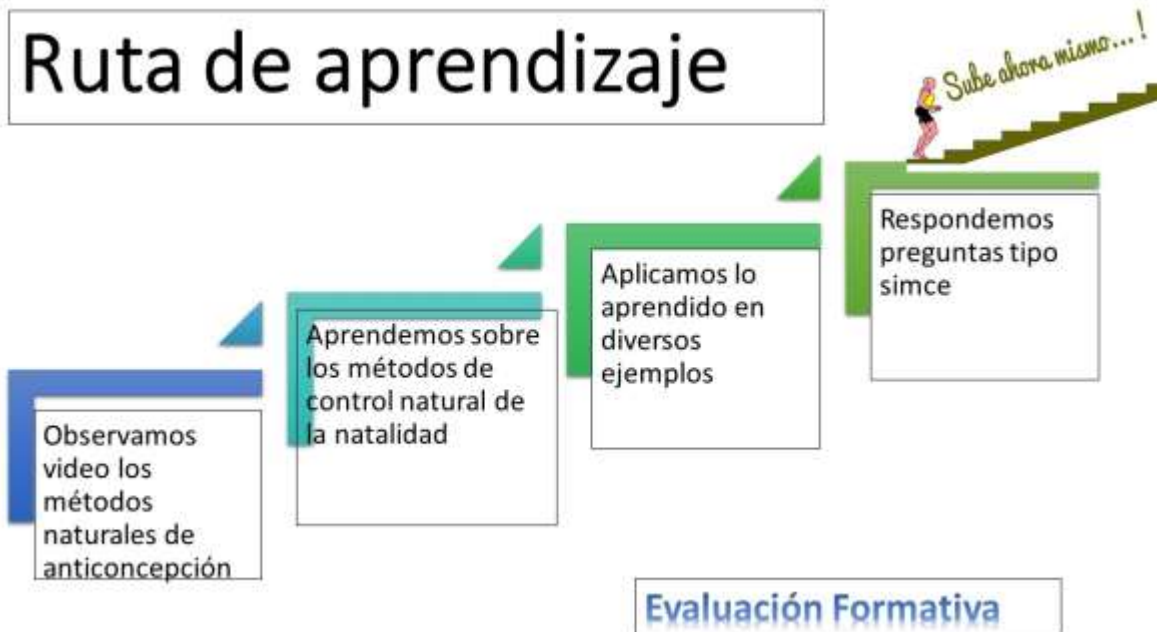 Ruta de aprendizaje
Sube ahora mismo...!
Observamos
video los
métodos
naturales de
anticoncepción
Aprendemos sobre
los métodos de
control natural de
la natalidad
Aplicamos lo
aprendido en
diversos
ejemplos
Respondemos
preguntas tipo
simce
Evaluación Formativa